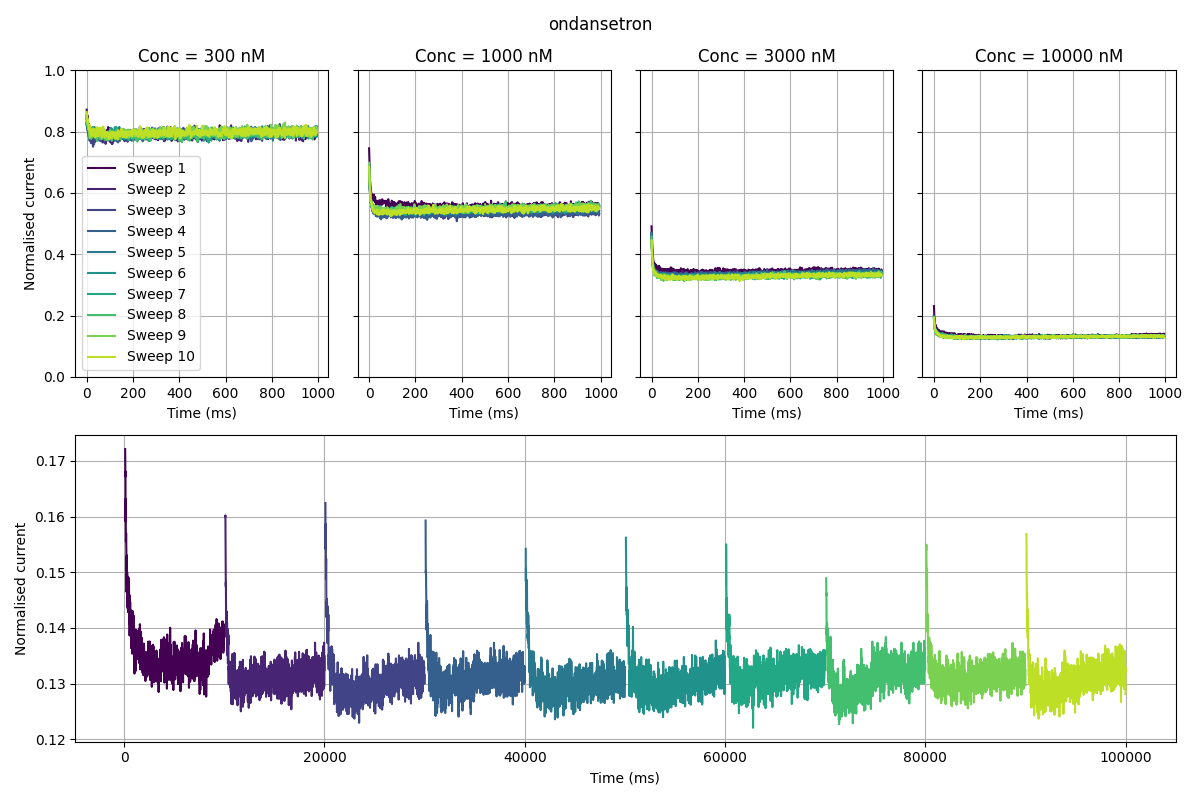 ondansetron
Conc = 300 nM
Conc = 1000 nM
Conc = 3000 nM
Conc = 10000 nM
Normalised current
1.0
0.8
0.6
0.4
0.2
0.0
Sweep 1
Sweep 2
Sweep 3
Sweep 4
Sweep 5
Sweep 6
Sweep 7
Sweep 8
Sweep 9
Sweep 10
0 200 400 600 800 1000
0 200 400 600 800 1000
0 200 400 600 800 1000
0 200 400 600 800 1000
Time (ms)
Time (ms)
Time (ms)
Time (ms)
Normalised current
0.17
0.16
0.15
0.14
0.13
0.12
0 20000 40000 60000 80000 100000
Time (ms)